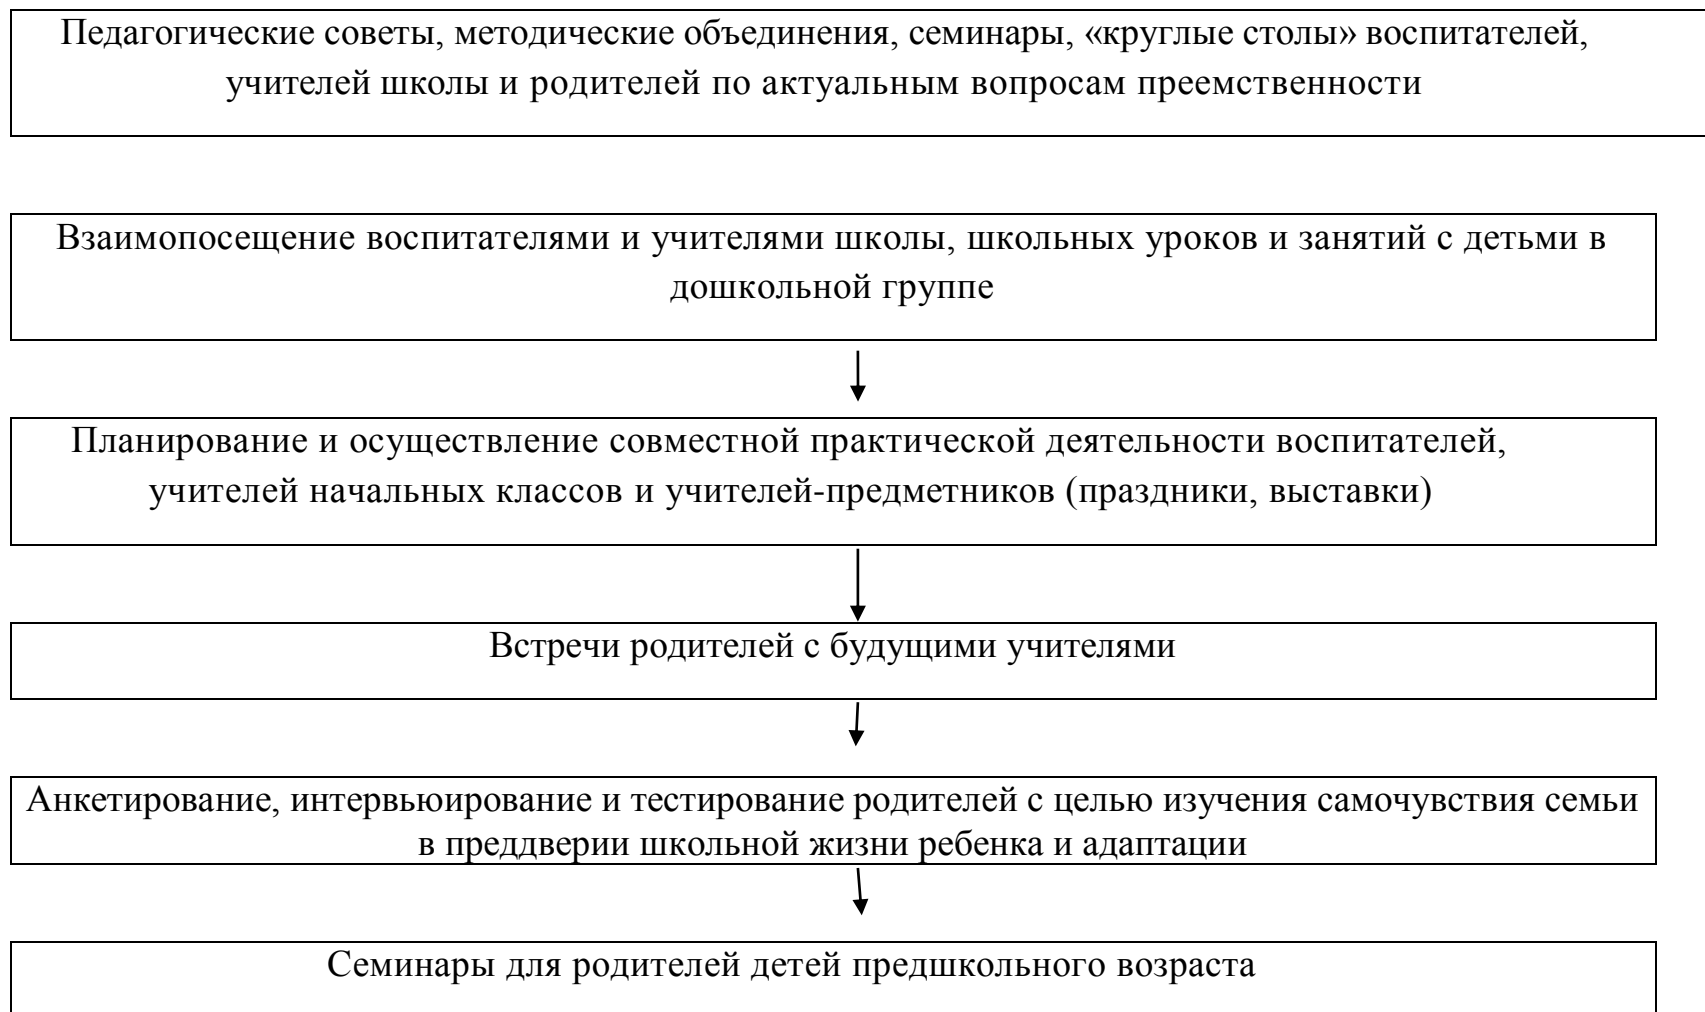 Педагогические советы, методические объединения, семинары, «круглые столы» воспитателей,
учителей школы и родителей по актуальным вопросам преемственности
Взаимопосещение воспитателями и учителями школы, школьных уроков и занятий с детьми в
дошкольной группе
Планирование и осуществление совместной практической деятельности воспитателей,
учителей начальных классов и учителей-предметников (праздники, выставки)
Встречи родителей с будущими учителями
Анкетирование, интервьюирование и тестирование родителей с целью изучения самочувствия семьи
в преддверии школьной жизни ребенка и адаптации
Семинары для родителей детей предшкольного возраста